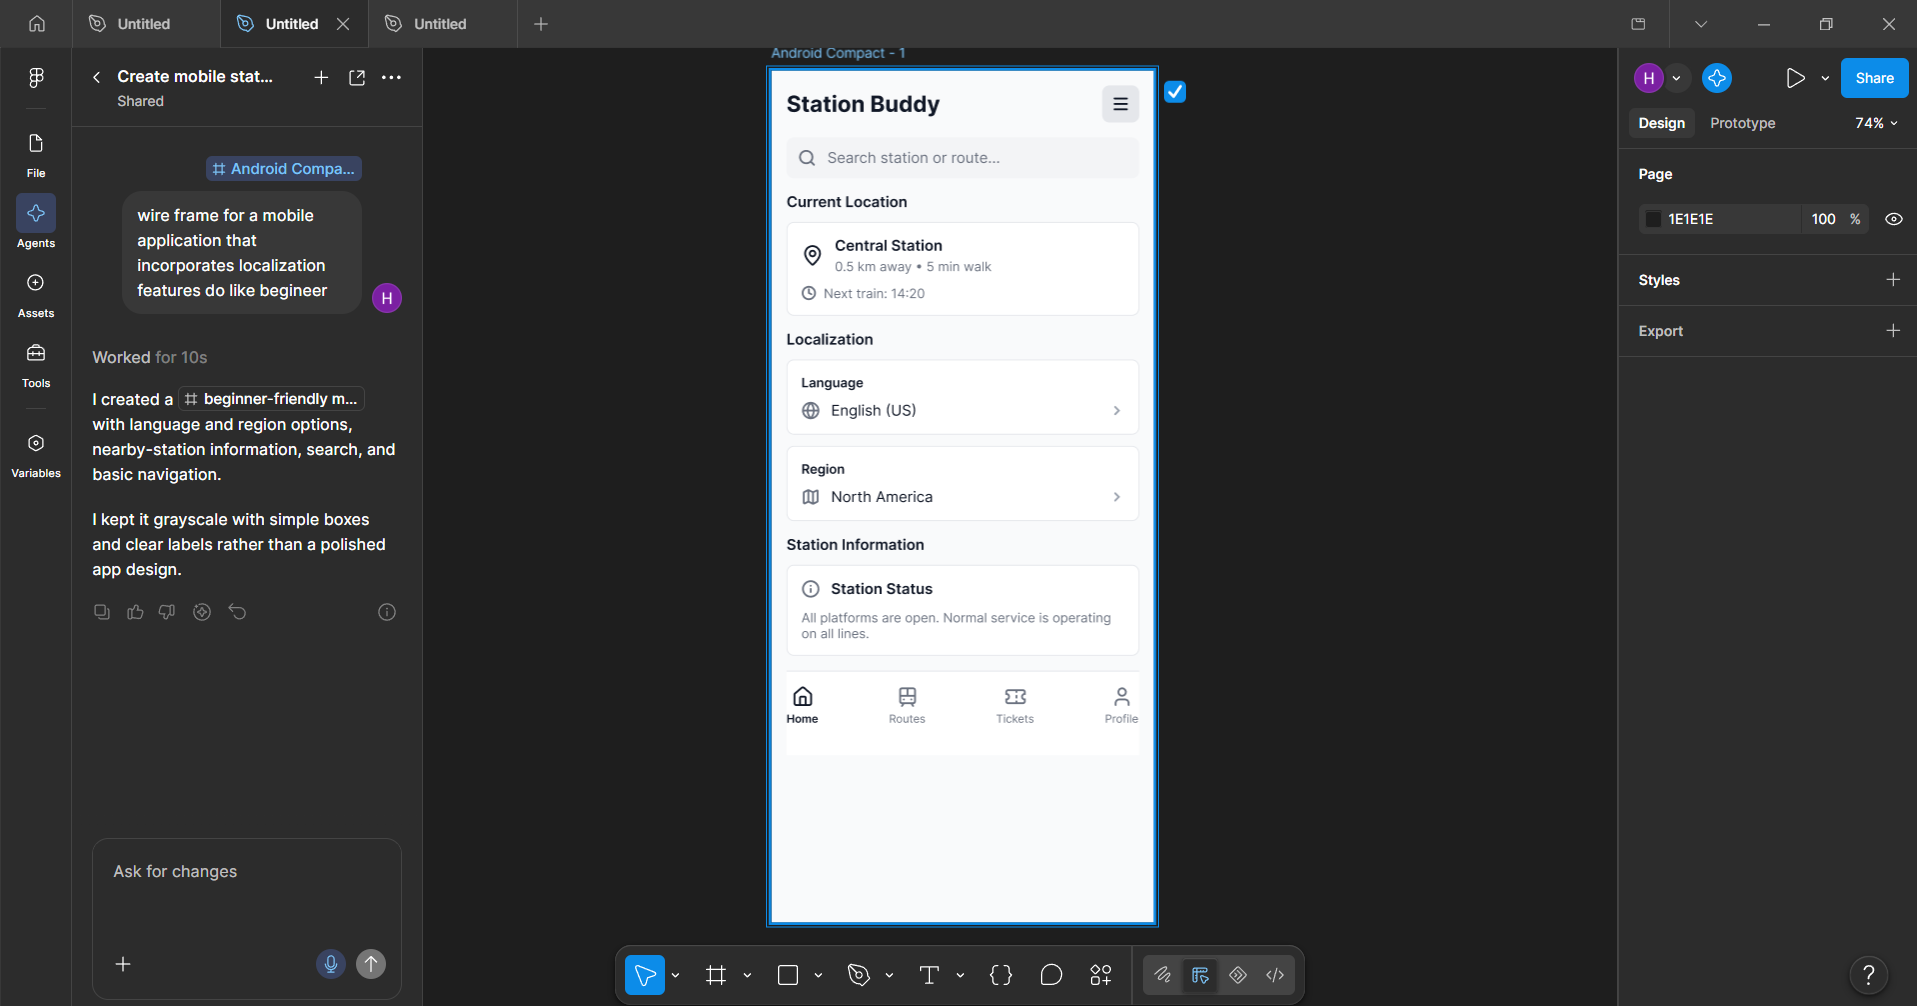 Untitled
Untitled
Untitled
File
Agents
Assets
Tools
Variables
Create mobile stat...
Shared
Android Compa...
wire frame for a mobile
application that
incorporates localization
features do like begineer
H
Worked for 10s
I created a beginner-friendly m...
with language and region options,
nearby-station information, search, and
basic navigation.
I kept it grayscale with simple boxes
and clear labels rather than a polished
app design.
Ask for changes
Android Compact - 1
Station Buddy
Search station or route...
Current Location
Central Station
0.5 km away • 5 min walk
Next train: 14:20
Localization
Language
English (US)
Region
North America
Station Information
Station Status
All platforms are open. Normal service is operating
on all lines.
Home
Routes
Tickets
Profile
H
Share
Design
Prototype
74%
Page
1E1E1E
100
%
Styles
Export
?